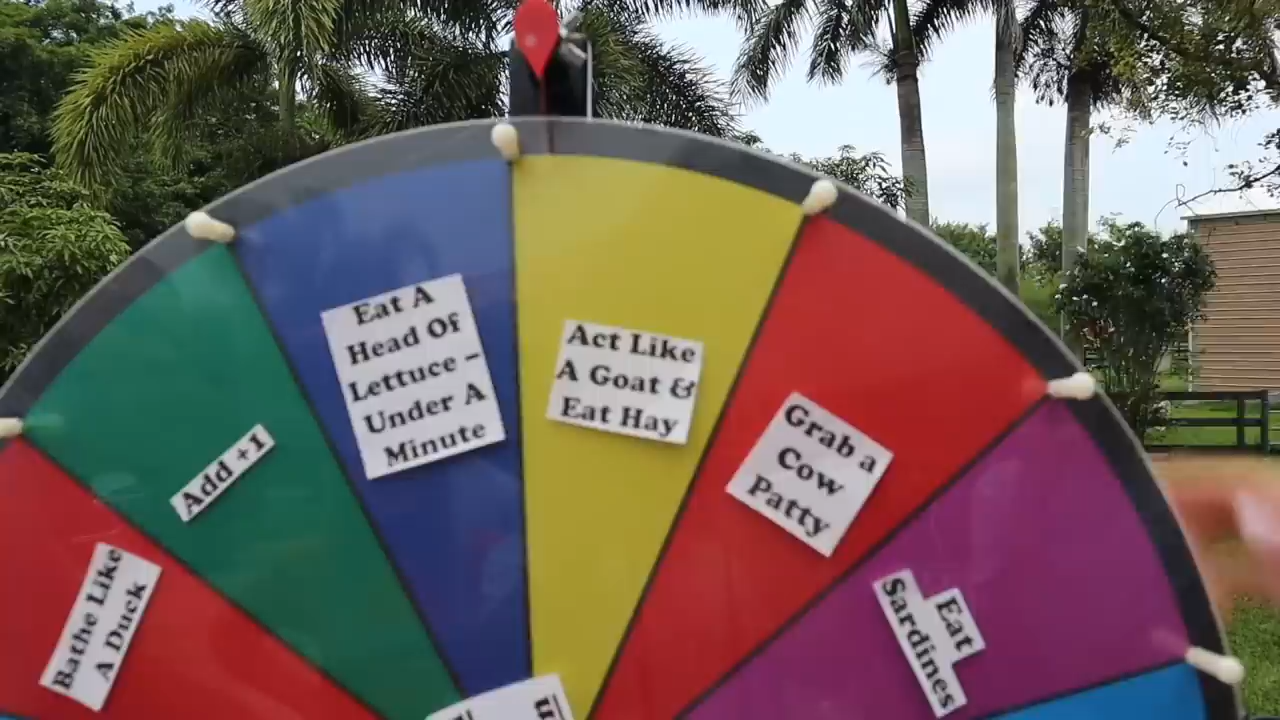 Bathe Like
A Duck
Add +1
Eat A
Head Of
Lettuce –
Under A
Minute
Act Like
A Goat &
Eat Hay
Grab a
Cow
Patty
Eat
Sardines